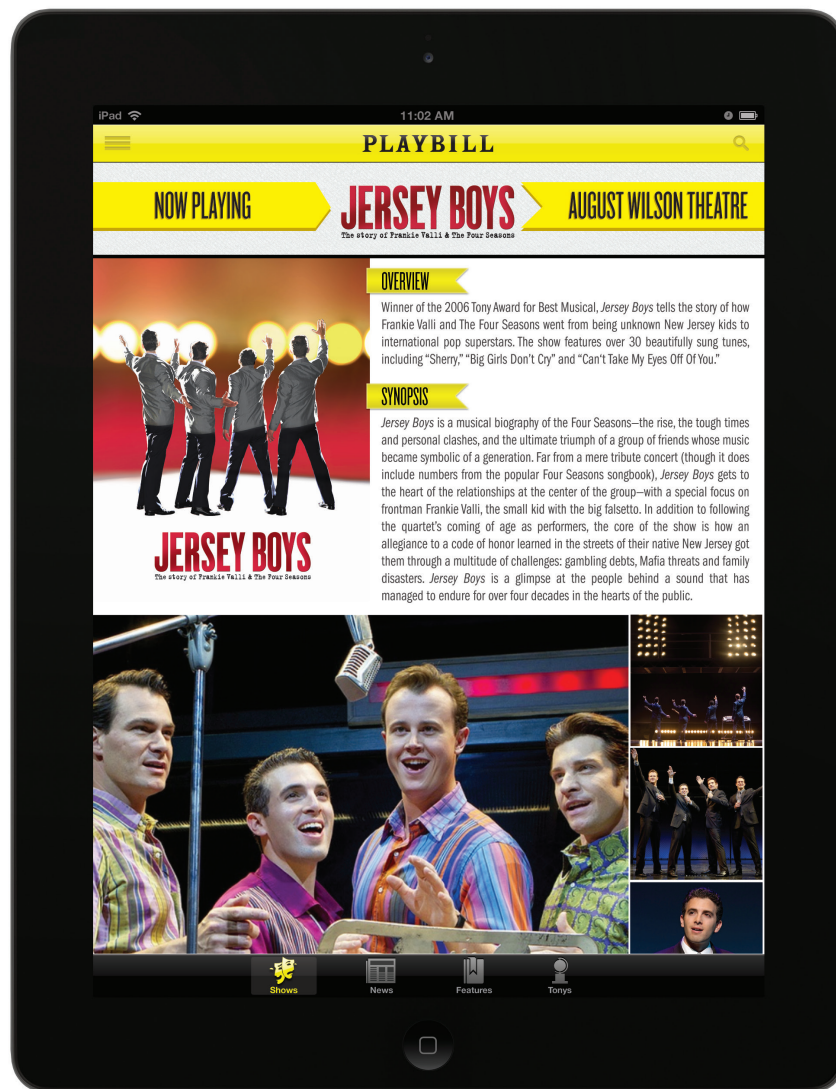 iPad
11:02 AM
PLAYBILL
NOW PLAYING
JERSEY BOYS
The story of Frankie Valli & The Four Seasons
AUGUST WILSON THEATRE
OVERVIEW
Winner of the 2006 Tony Award for Best Musical, Jersey Boys tells the story of how
Frankie Valli and The Four Seasons went from being unknown New Jersey kids to
international pop superstars. The show features over 30 beautifully sung tunes,
including “Sherry,” “Big Girls Don’t Cry” and “Can‘t Take My Eyes Off Of You.”
SYNOPSIS
Jersey Boys is a musical biography of the Four Seasons—the rise, the tough times
and personal clashes, and the ultimate triumph of a group of friends whose music
became symbolic of a generation. Far from a mere tribute concert (though it does
include numbers from the popular Four Seasons songbook), Jersey Boys gets to
the heart of the relationships at the center of the group—with a special focus on
frontman Frankie Valli, the small kid with the big falsetto. In addition to following
the quartet’s coming of age as performers, the core of the show is how an
allegiance to a code of honor learned in the streets of their native New Jersey got
them through a multitude of challenges: gambling debts, Mafia threats and family
disasters. Jersey Boys is a glimpse at the people behind a sound that has
managed to endure for over four decades in the hearts of the public.
JERSEY BOYS
The story of Frankie Valli & The Four Seasons
Shows
News
Features
Tonys